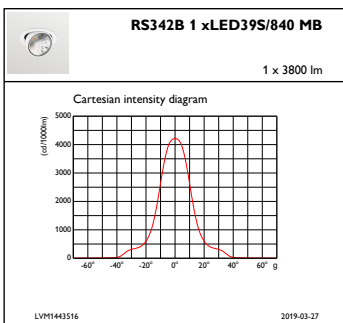 RS342B 1 xLED39S/840 MB
1 x 3800 lm
Cartesian intensity diagram
(cd/1000lm)
5000
4000
3000
2000
1000
0
-60° -40° -20° 0° 20° 40° 60° g
LVM1443516 2019-03-27